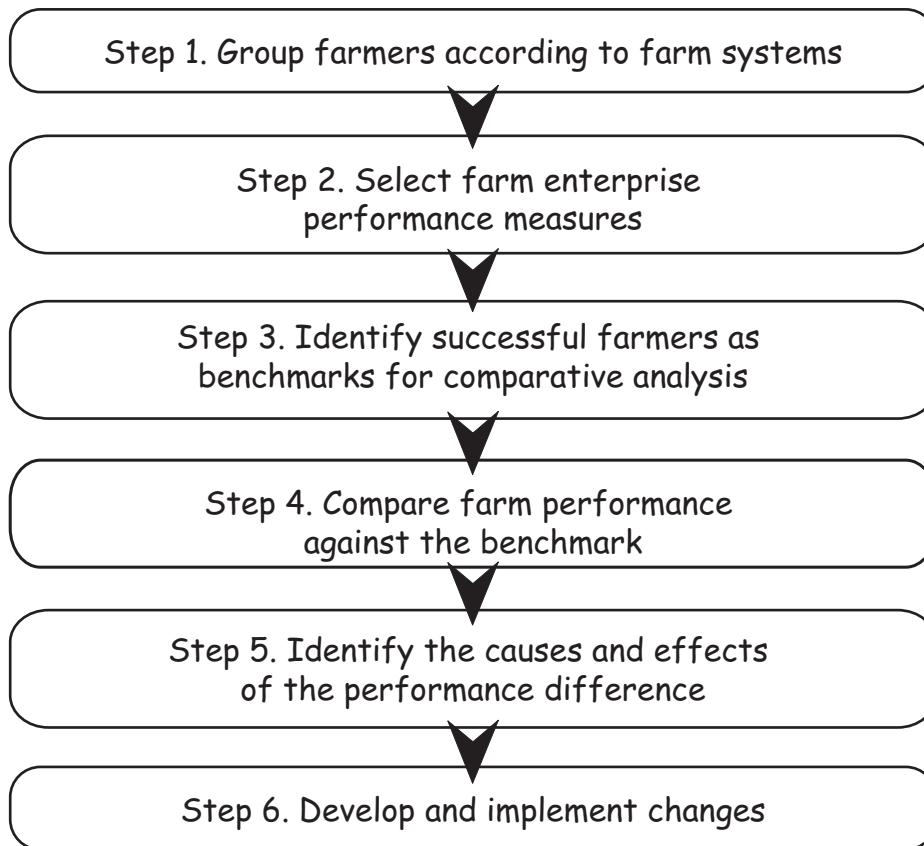 Step 1. Group farmers according to farm systems
Step 2. Select farm enterprise
performance measures
Step 3. Identify successful farmers as
benchmarks for comparative analysis
Step 4. Compare farm performance
against the benchmark
Step 5. Identify the causes and effects
of the performance difference
Step 6. Develop and implement changes